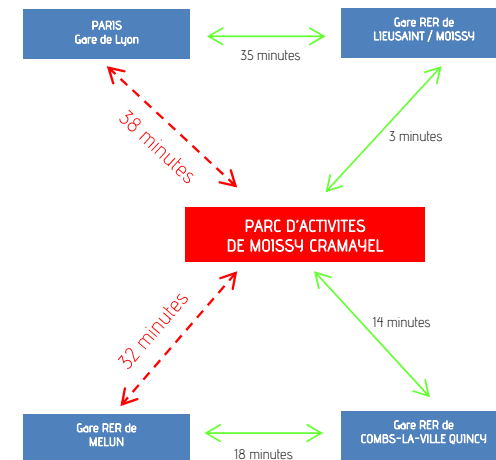 PARIS
Gare de Lyon
Gare RER de
LIEUSAINT / MOISSY
35 minutes
38 minutes
3 minutes
PARC D'ACTIVITES
DE MOISSY CRAMAYEL
32 minutes
14 minutes
Gare RER de
MELUN
18 minutes
Gare RER de
COMBS-LA-VILLE QUINCY